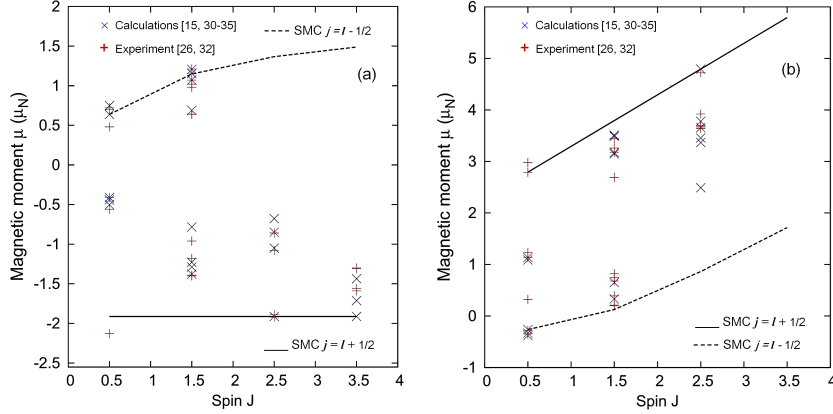 Calculations [15, 30-35]
SMC j = l - 1/2
Experiment [26, 32]
(a)
Magnetic moment μ (μN)
2
1.5
1
0.5
0
-0.5
-1
-1.5
-2
-2.5
SMC j = l + 1/2
0 0.5 1 1.5 2 2.5 3 3.5 4
Spin J
Calculations [15, 30-35]
Experiment [26, 32]
(b)
Magnetic moment μ (μN)
6
5
4
3
2
1
0
-1
SMC j = l + 1/2
SMC j = l - 1/2
0 0.5 1 1.5 2 2.5 3 3.5 4
Spin J